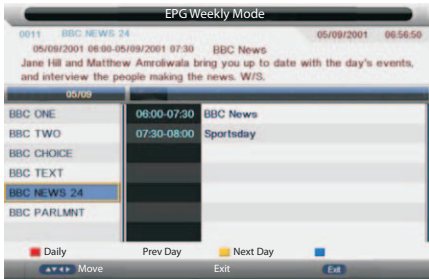 EPG Weekly Mode
0011 BBC NEWS 24 05/09/2001 06:56:50
05/09/2001 06:00-05/09/2001 07:30 BBC News
Jane Hill and Matthew Amroliwala bring you up to date with the day's events,
and interview the people making the news. W/S.
05/09
BBC ONE 06:00-07:30 BBC News
BBC TWO 07:30-08:00 Sportsday
BBC CHOICE
BBC TEXT
BBC NEWS 24
BBC PARLMNT
Daily Prev Day Next Day
Move Exit Exit